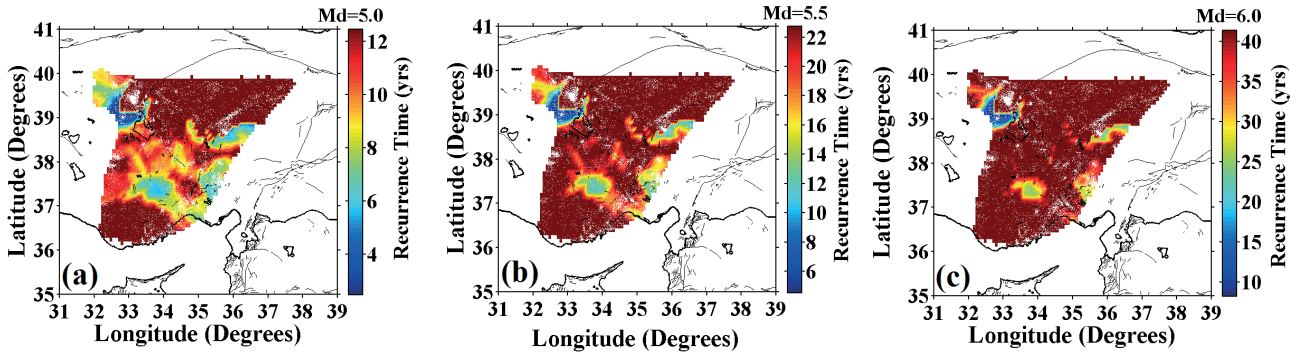 Md=5.0
41
40
39
38
37
36
35
31 32 33 34 35 36 37 38 39
Latitude (Degrees)
Longitude (Degrees)
(a)
12
10
8
6
4
Recurrence Time (yrs)
Md=5.5
41
40
39
38
37
36
35
31 32 33 34 35 36 37 38 39
Latitude (Degrees)
Longitude (Degrees)
(b)
22
20
18
16
14
12
10
8
6
Recurrence Time (yrs)
Md=6.0
41
40
39
38
37
36
35
31 32 33 34 35 36 37 38 39
Latitude (Degrees)
Longitude (Degrees)
(c)
40
35
30
25
20
15
10
Recurrence Time (yrs)